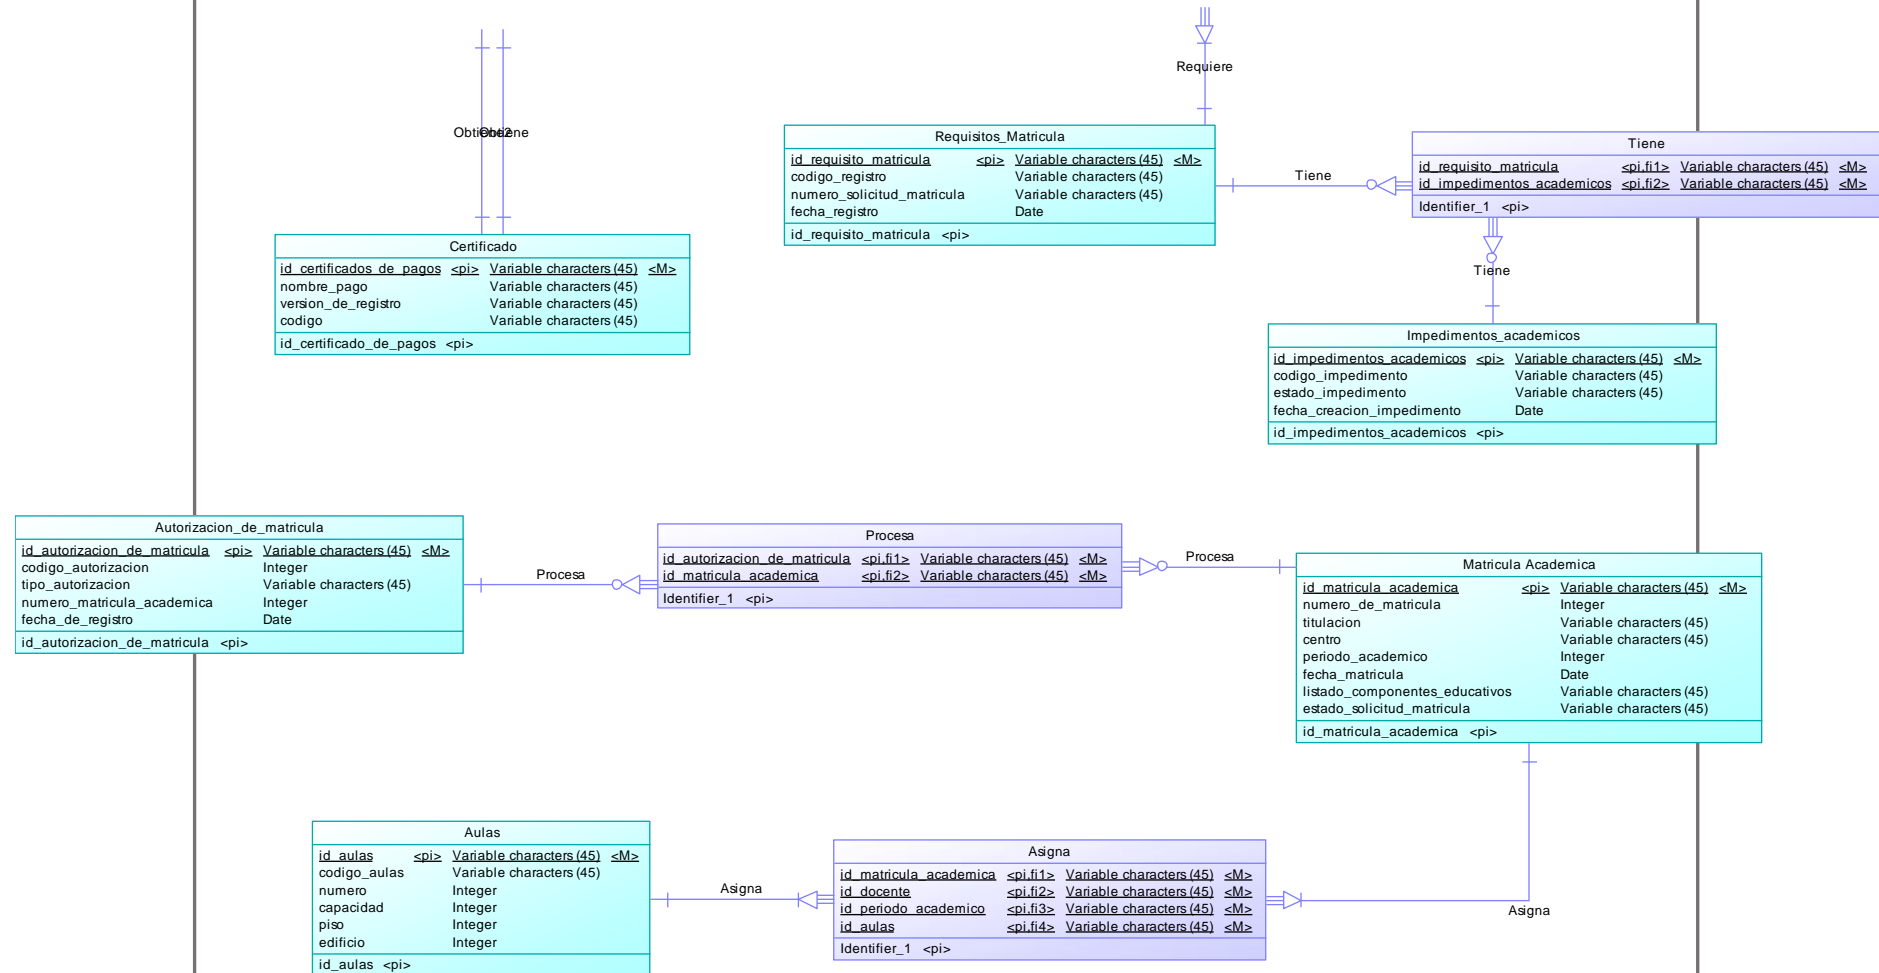 Requiere
Obtiene2
Obtiene
Requisitos_Matricula
id_requisito_matricula <pi> Variable characters (45) <M>
codigo_registro Variable characters (45)
numero_solicitud_matricula Variable characters (45)
fecha_registro Date
id_requisito_matricula <pi>
Tiene
Tiene
id_requisito_matricula <pi,fi1> Variable characters (45) <M>
id_impedimentos_academicos <pi,fi2> Variable characters (45) <M>
Identifier_1 <pi>
Tiene
Certificado
id_certificados_de_pagos <pi> Variable characters (45) <M>
nombre_pago Variable characters (45)
version_de_registro Variable characters (45)
codigo Variable characters (45)
id_certificado_de_pagos <pi>
Impedimentos_academicos
id_impedimentos_academicos <pi> Variable characters (45) <M>
codigo_impedimento Variable characters (45)
estado_impedimento Variable characters (45)
fecha_creacion_impedimento Date
id_impedimentos_academicos <pi>
Autorizacion_de_matricula
id_autorizacion_de_matricula <pi> Variable characters (45) <M>
codigo_autorizacion Integer
tipo_autorizacion Variable characters (45)
numero_matricula_academica Integer
fecha_de_registro Date
id_autorizacion_de_matricula <pi>
Procesa
Procesa
id_autorizacion_de_matricula <pi,fi1> Variable characters (45) <M>
id_matricula_academica <pi,fi2> Variable characters (45) <M>
Identifier_1 <pi>
Procesa
Matricula Academica
id_matricula_academica <pi> Variable characters (45) <M>
numero_de_matricula Integer
titulacion Variable characters (45)
centro Variable characters (45)
periodo_academico Integer
fecha_matricula Date
listado_componentes_educativos Variable characters (45)
estado_solicitud_matricula Variable characters (45)
id_matricula_academica <pi>
Aulas
id_aulas <pi> Variable characters (45) <M>
codigo_aulas Variable characters (45)
numero Integer
capacidad Integer
piso Integer
edificio Integer
id_aulas <pi>
Asigna
Asigna
id_matricula_academica <pi,fi1> Variable characters (45) <M>
id_docente <pi,fi2> Variable characters (45) <M>
id_periodo_academico <pi,fi3> Variable characters (45) <M>
id_aulas <pi,fi4> Variable characters (45) <M>
Identifier_1 <pi>
Asigna